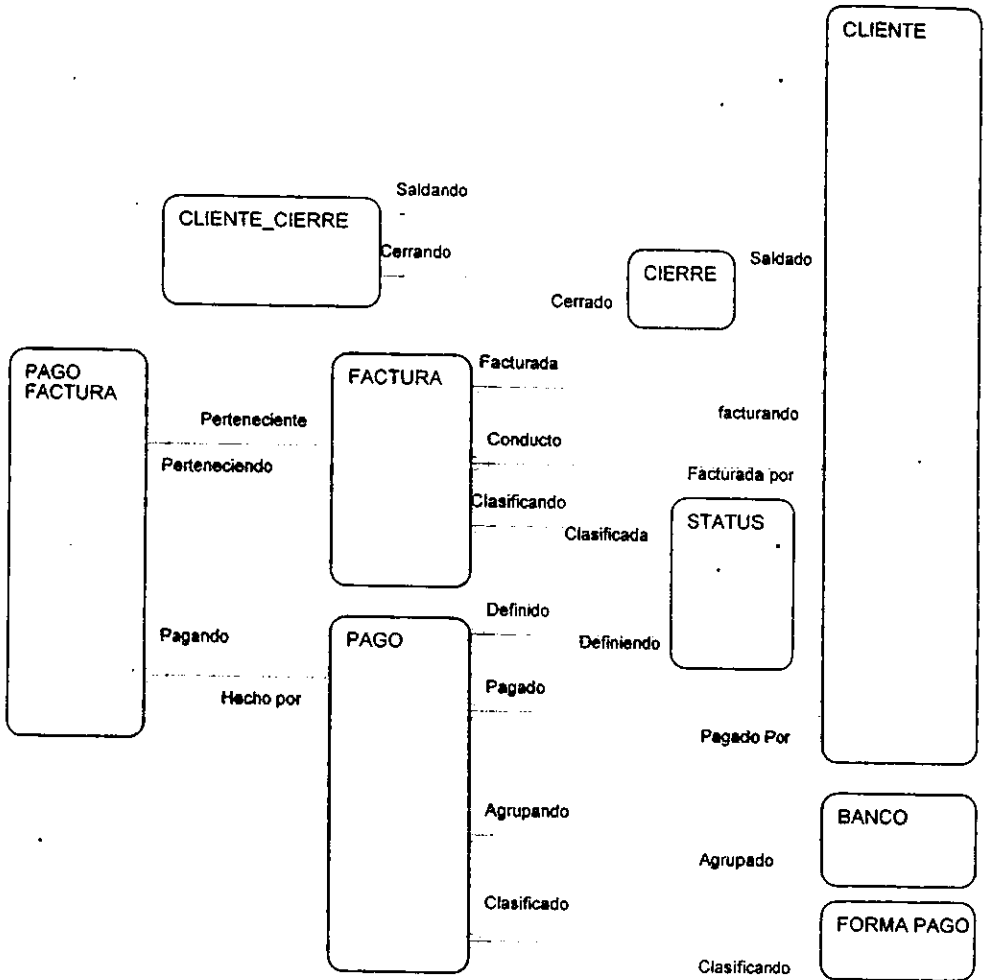 CLIENTE
Saldando
CLIENTE_CIERRE
Cerrando
Saldado
CIERRE
Cerrado
PAGO
FACTURA
FACTURA
Facturada
Perteneciente
facturando
Conducto
Perteneciendo
Facturada por
Clasificando
STATUS
Clasificada
Definido
Pagando
PAGO
Definiendo
Hecho por
Pagado
Pagado Por
Agrupando
BANCO
Agrupado
Clasificado
FORMA PAGO
Clasificando